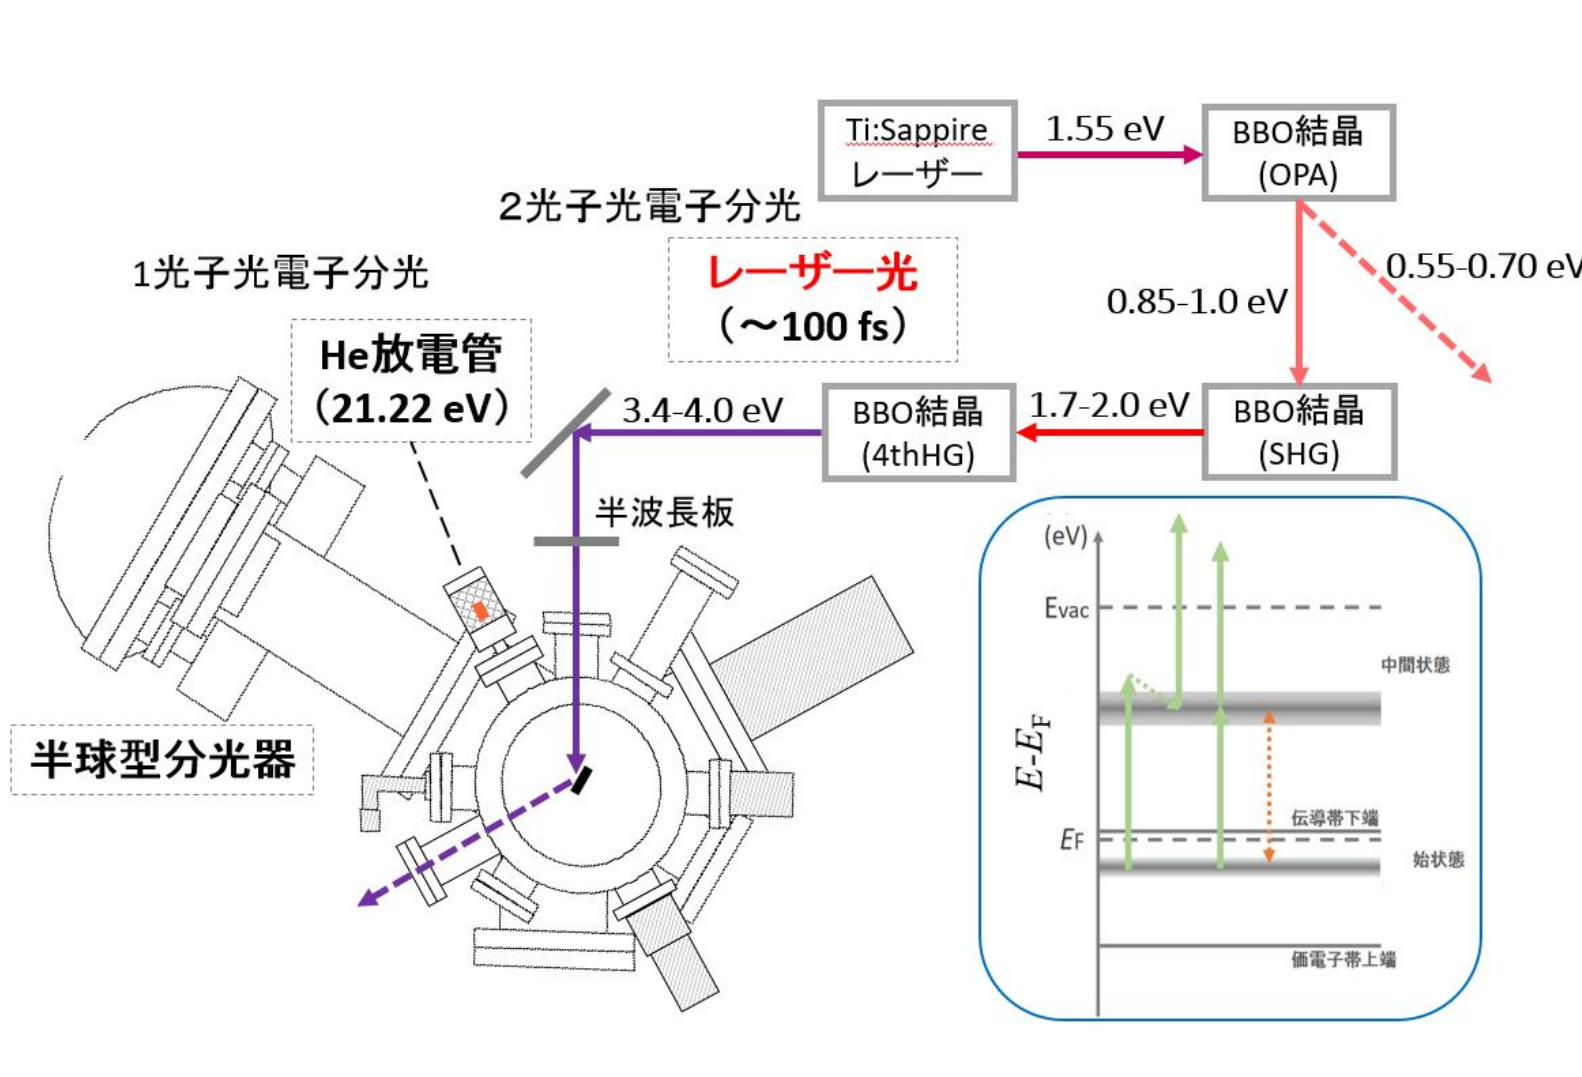 Ti:Sappire
レーザー
1.55 eV
BBO結晶
(OPA)
2光子光電子分光
レーザー光
（～100 fs）
1光子光電子分光
He放電管
（21.22 eV）
0.55-0.70 eV
0.85-1.0 eV
3.4-4.0 eV
BBO結晶
(4thHG)
1.7-2.0 eV
BBO結晶
(SHG)
半波長板
半球型分光器
(eV)
Evac
中間状態
E-EF
伝導帯下端
EF
始状態
価電子帯上端